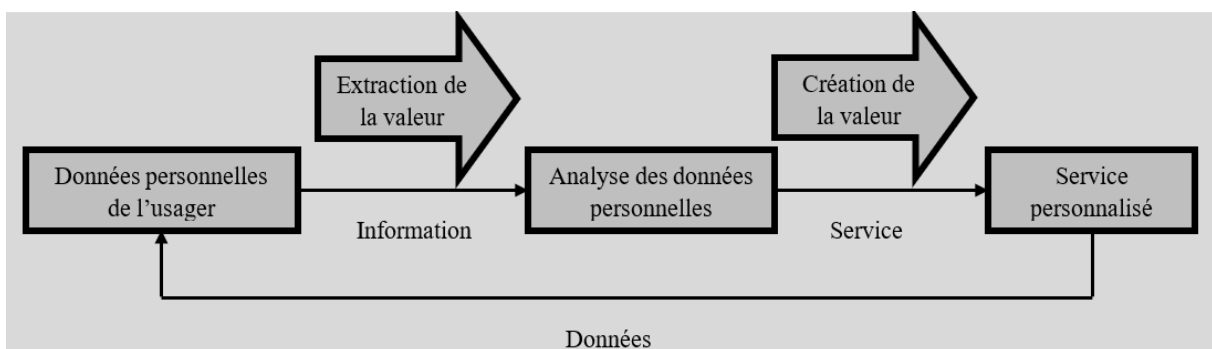 Extraction de
la valeur
Création de
la valeur
Données personnelles
de l’usager
Analyse des données
personnelles
Service
personnalisé
Information
Service
Données